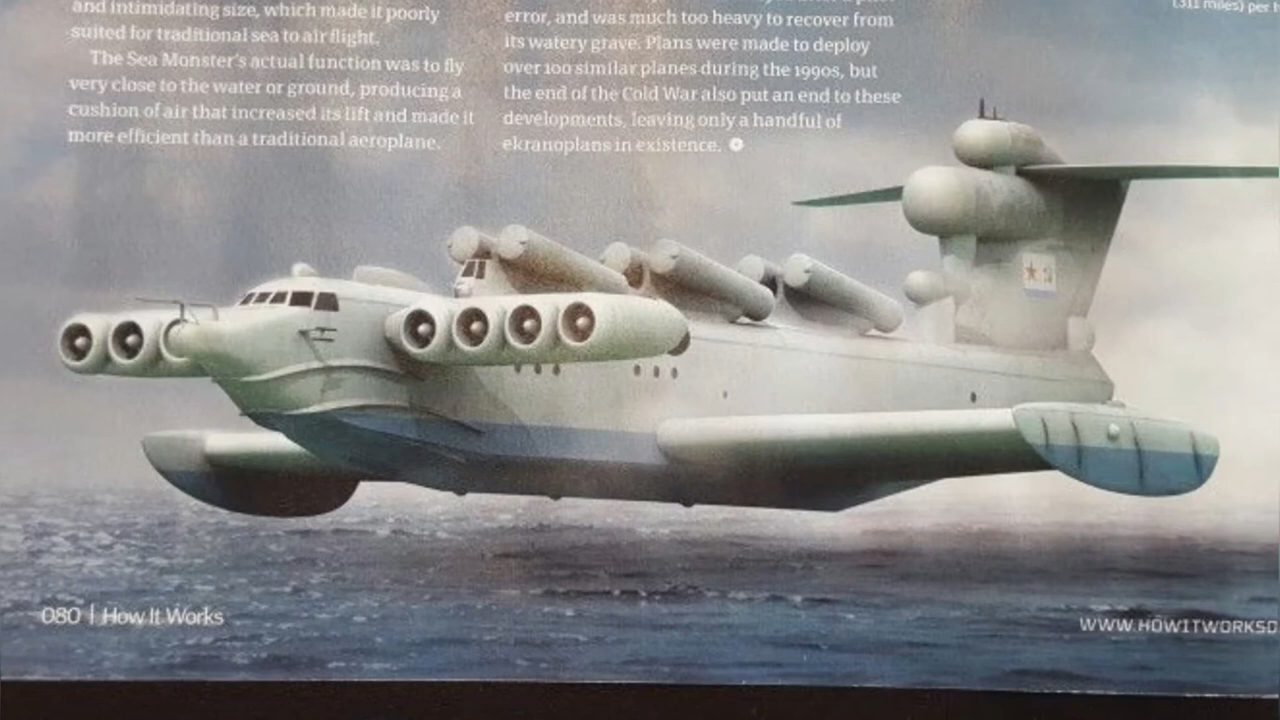 and intimidating size, which made it poorly
suited for traditional sea to air flight.
The Sea Monster's actual function was to fly
very close to the water or ground, producing a
cushion of air that increased its lift and made it
more efficient than a traditional aeroplane.
error, and was much too heavy to recover from
its watery grave. Plans were made to deploy
over 100 similar planes during the 1990s, but
the end of the Cold War also put an end to these
developments, leaving only a handful of
ekranoplans in existence.
(311 miles) per h
080 | How It Works
WWW.HOWITWORKSD